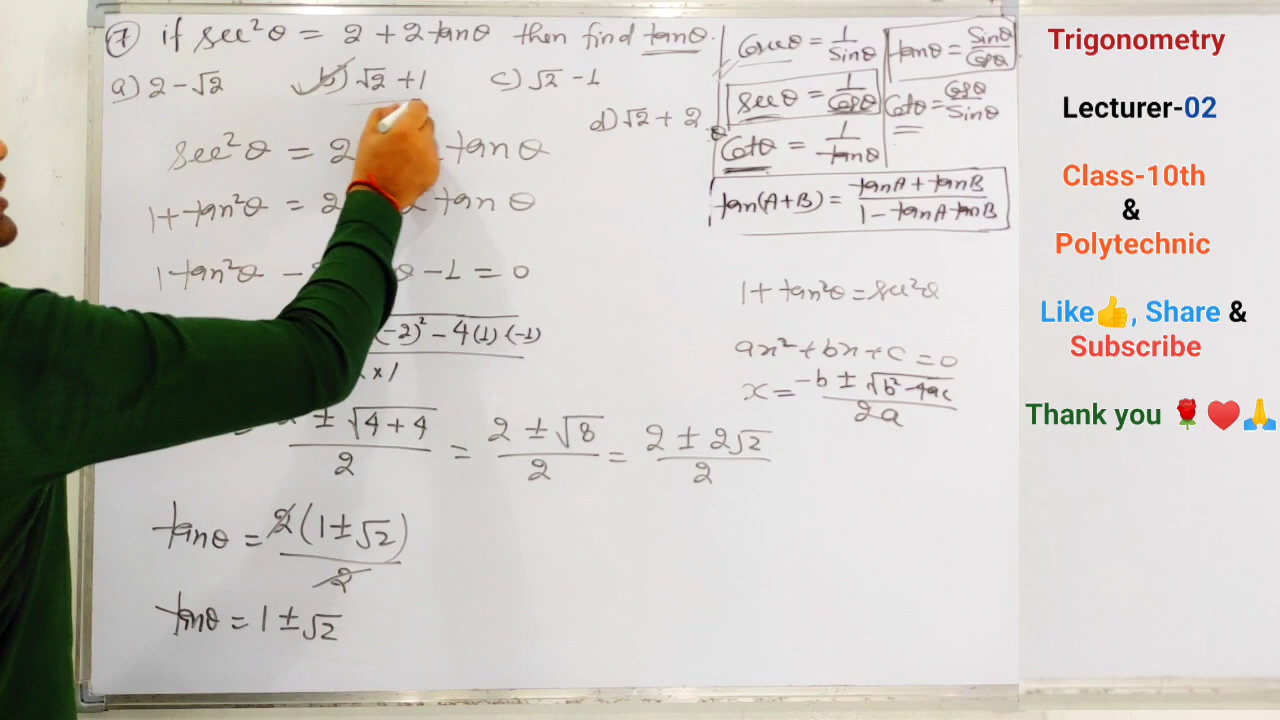 7 if sec²θ = 2 + 2 tanθ then find tanθ.
a) 2 - √2 b) √2 + 1 c) √2 - 1
d) √2 + 2
sec²θ = 2 tan θ
1 + tan²θ = 2 2 tan θ
1 tan²θ - θ - 1 = 0
(-2)² - 4(1)(-1)
× 1
± √4 + 4 / 2 = 2 ± √8 / 2 = 2 ± 2√2 / 2
tanθ = 2(1 ± √2) / 2
tanθ = 1 ± √2
Cosecθ = 1 / Sinθ
secθ = 1 / Cosθ
Cotθ = 1 / tanθ
tanθ = Sinθ / Cosθ
Cotθ = Cosθ / Sinθ
tan(A+B) = tanA + tanB / 1 - tanA tanB
1 + tan²θ = sec²θ
ax² + bx + c = 0
x = -b ± √b² - 4ac / 2a
Trigonometry
Lecturer-02
Class-10th
&
Polytechnic
Like👍, Share &
Subscribe
Thank you 🌹❤️🙏